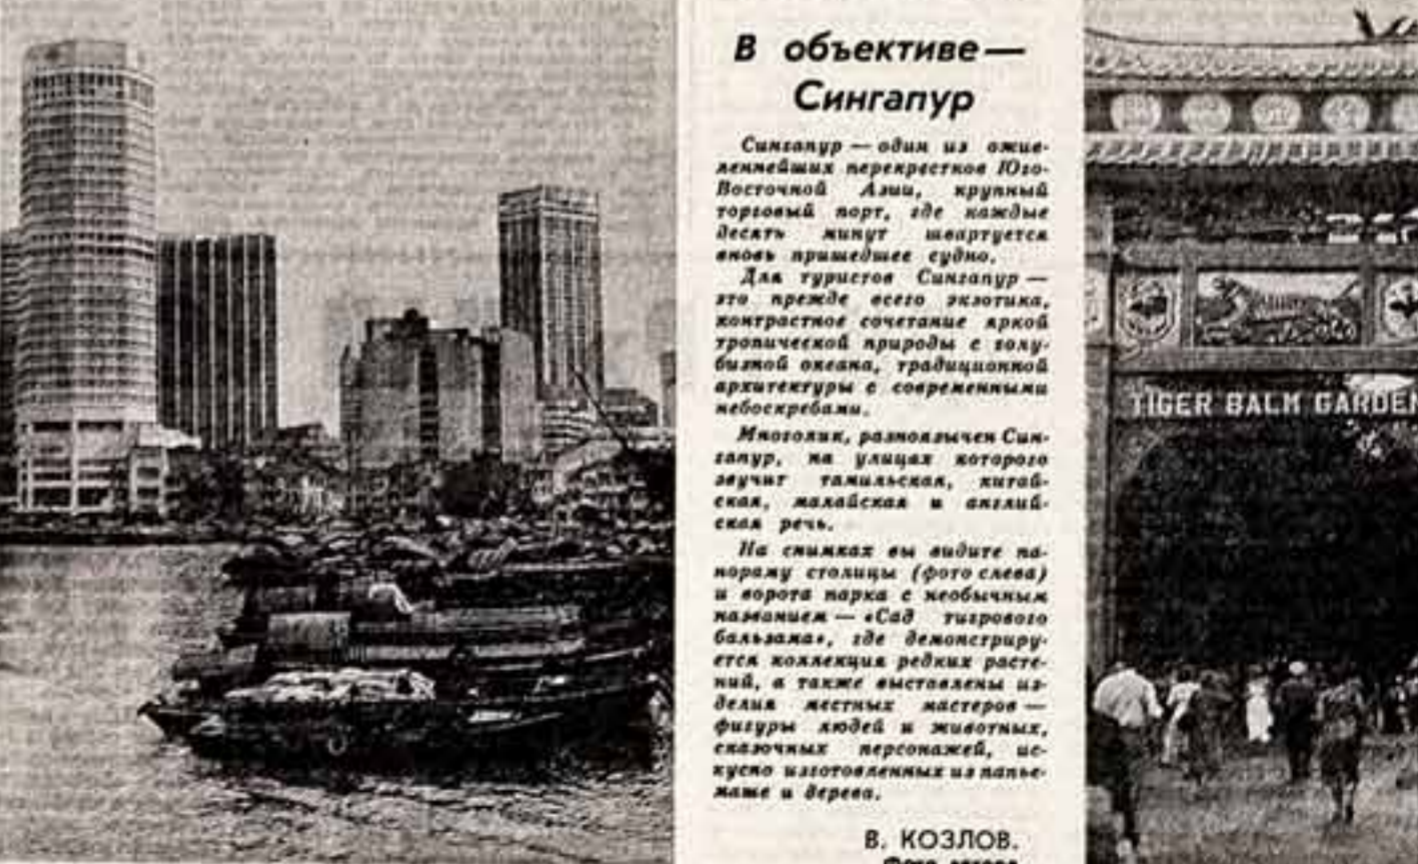 В объективе—
Сингапур
Сингапур — один из ожив-
леннейших перекрестков Юго-
Восточной Азии, крупный
торговый порт, где каждые
десять минут швартуется
вновь пришедшее судно.
Для туристов Сингапур —
это прежде всего экзотика,
контрастное сочетание яркой
тропической природы с голу-
бизной океана, традиционной
архитектуры с современными
небоскребами.
Многолик, разноязычен Син-
гапур, на улицах которого
звучит тамильская, китай-
ская, малайская и англий-
ская речь.
На снимках вы видите па-
нораму столицы (фото слева)
и ворота парка с необычным
названием — «Сад тигрового
бальзама», где демонстриру-
ется коллекция редких расте-
ний, а также выставлены из-
делия местных мастеров —
фигуры людей и животных,
сказочных персонажей, ис-
кусно изготовленных из папье-
маше и дерева.
В. КОЗЛОВ.
Фото автора
TIGER BALM GARDEN